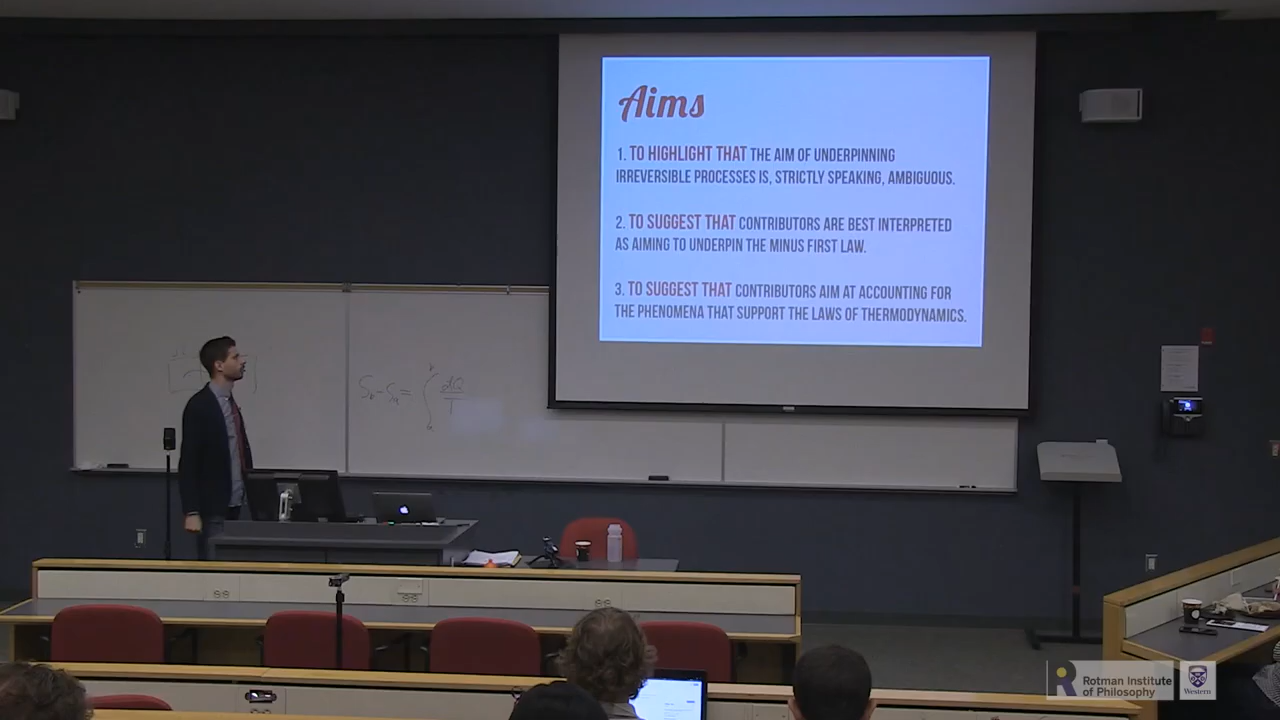 Aims
1. TO HIGHLIGHT THAT THE AIM OF UNDERPINNING
IRREVERSIBLE PROCESSES IS, STRICTLY SPEAKING, AMBIGUOUS.
2. TO SUGGEST THAT CONTRIBUTORS ARE BEST INTERPRETED
AS AIMING TO UNDERPIN THE MINUS FIRST LAW.
3. TO SUGGEST THAT CONTRIBUTORS AIM AT ACCOUNTING FOR
THE PHENOMENA THAT SUPPORT THE LAWS OF THERMODYNAMICS.
Rotman Institute
of Philosophy
Western